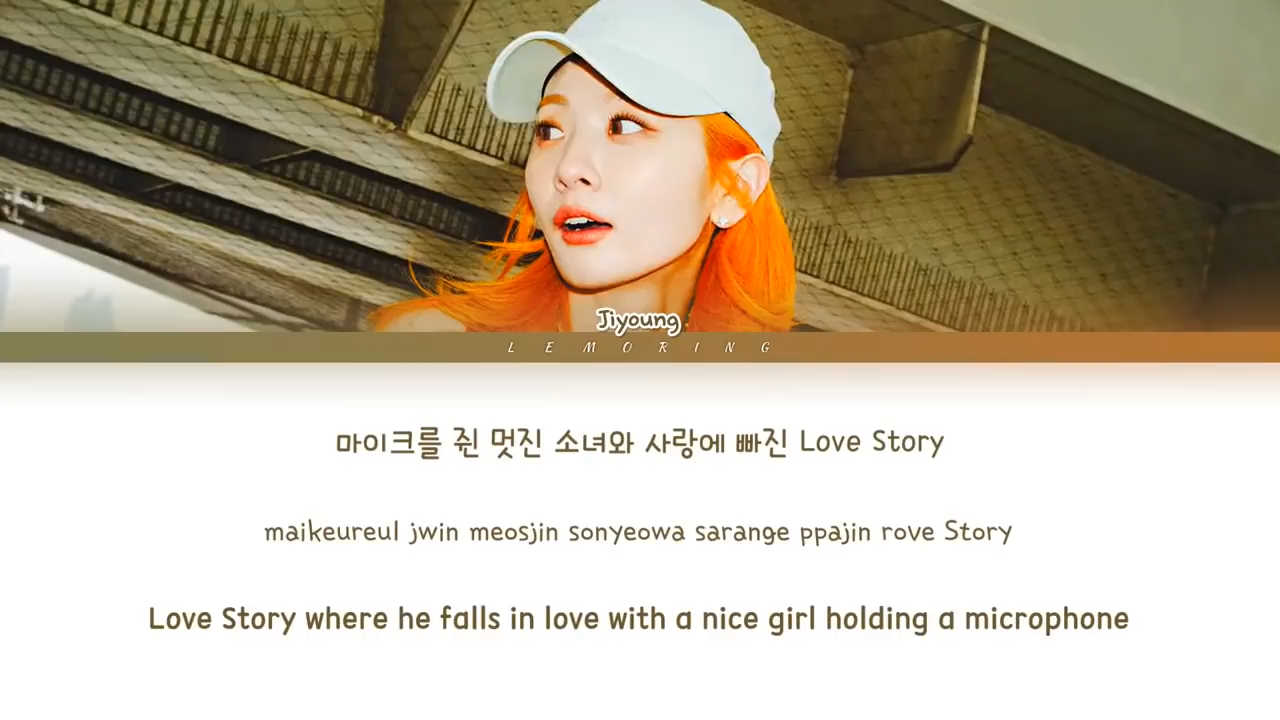 Jiyoung
LEMORING
마이크를 쥔 멋진 소녀와 사랑에 빠진 Love Story
maikeureul jwin meosjin sonyeowa sarange ppajin rove Story
Love Story where he falls in love with a nice girl holding a microphone